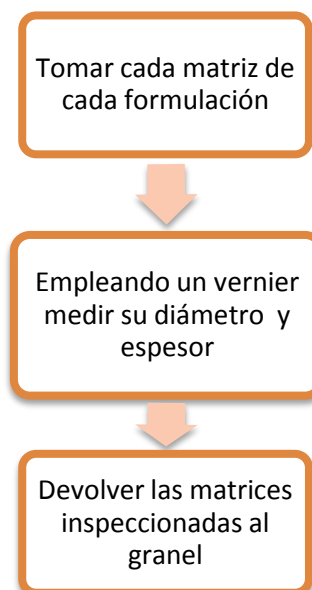 Tomar cada matriz de
cada formulación
Empleando un vernier
medir su diámetro y
espesor
Devolver las matrices
inspeccionadas al
granel